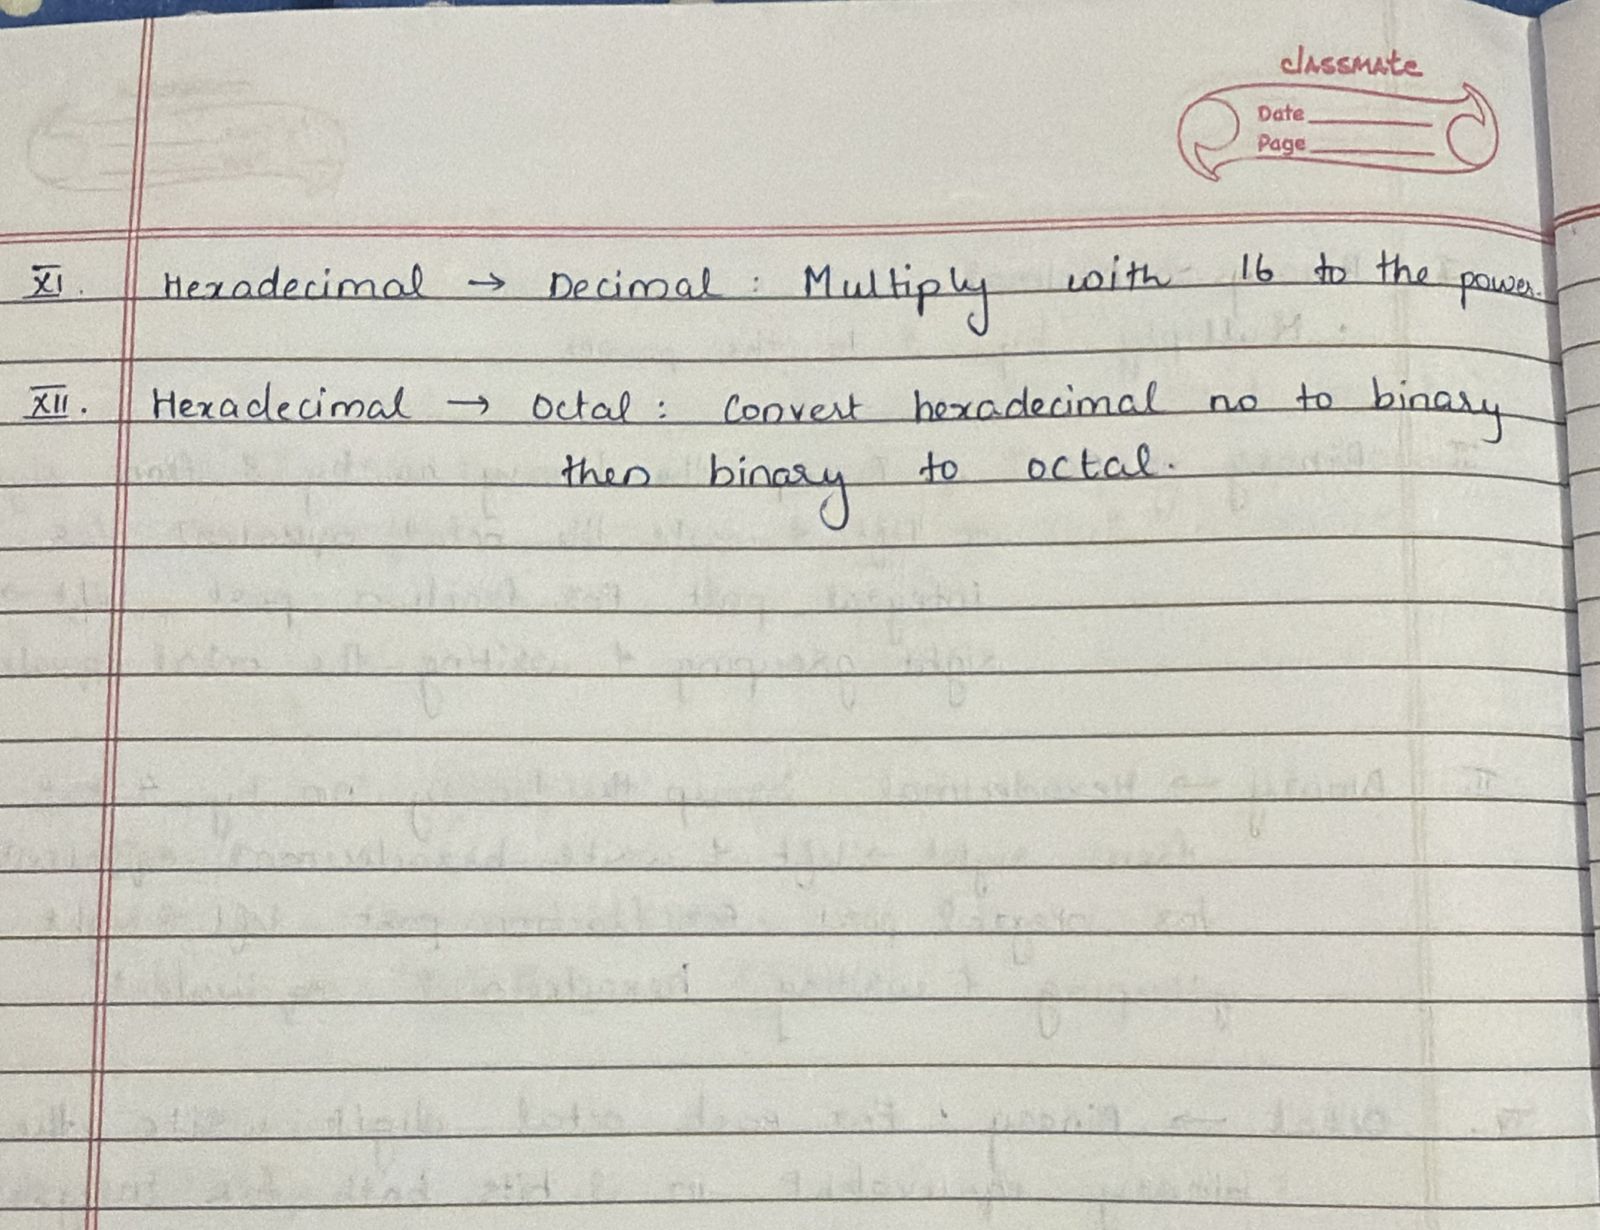 classmate
Date
Page
XI. Hexadecimal → Decimal : Multiply with 16 to the power.
XII. Hexadecimal → Octal : Convert hexadecimal no to binary
then binary to octal.